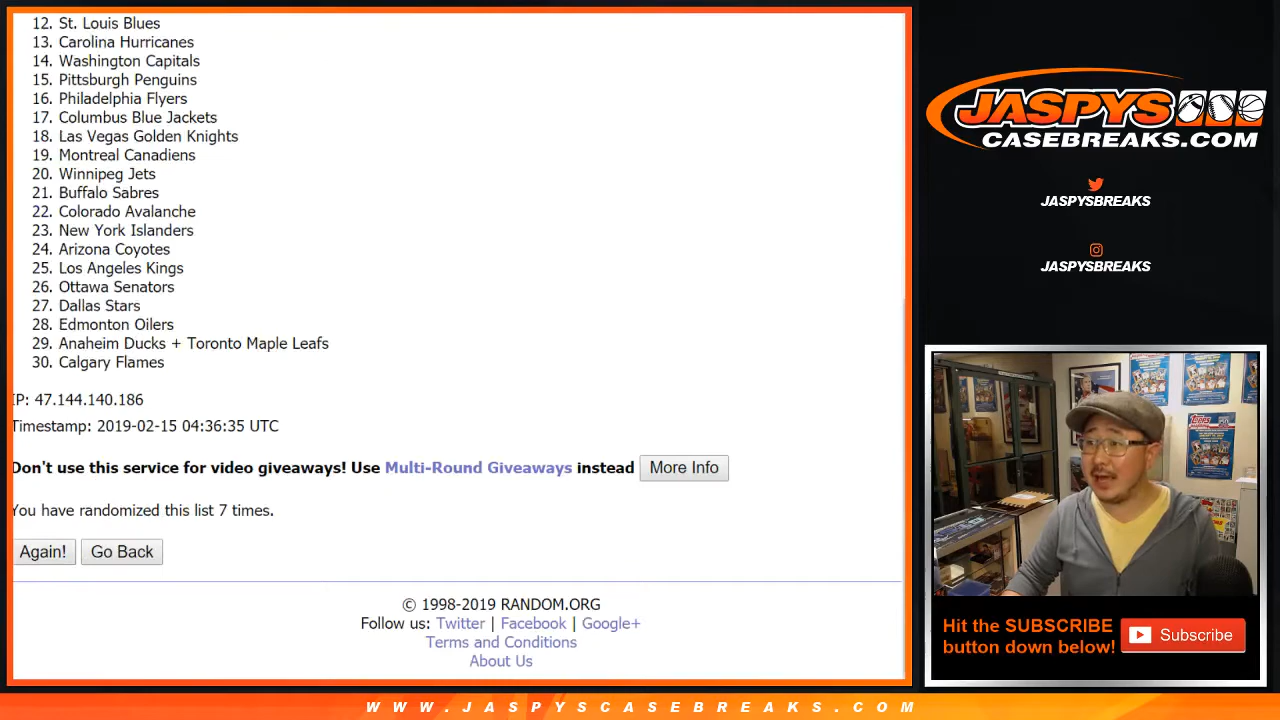 12. St. Louis Blues
13. Carolina Hurricanes
14. Washington Capitals
15. Pittsburgh Penguins
16. Philadelphia Flyers
17. Columbus Blue Jackets
18. Las Vegas Golden Knights
19. Montreal Canadiens
20. Winnipeg Jets
21. Buffalo Sabres
22. Colorado Avalanche
23. New York Islanders
24. Arizona Coyotes
25. Los Angeles Kings
26. Ottawa Senators
27. Dallas Stars
28. Edmonton Oilers
29. Anaheim Ducks + Toronto Maple Leafs
30. Calgary Flames
IP: 47.144.140.186
Timestamp: 2019-02-15 04:36:35 UTC
Don't use this service for video giveaways! Use Multi-Round Giveaways instead More Info
You have randomized this list 7 times.
Again! Go Back
© 1998-2019 RANDOM.ORG
Follow us: Twitter | Facebook | Google+
Terms and Conditions
About Us
JASPYS
CASEBREAKS.COM
JASPYSBREAKS
JASPYSBREAKS
Topps
Hit the SUBSCRIBE
button down below!
Subscribe
WWW.JASPYSCASEBREAKS.COM